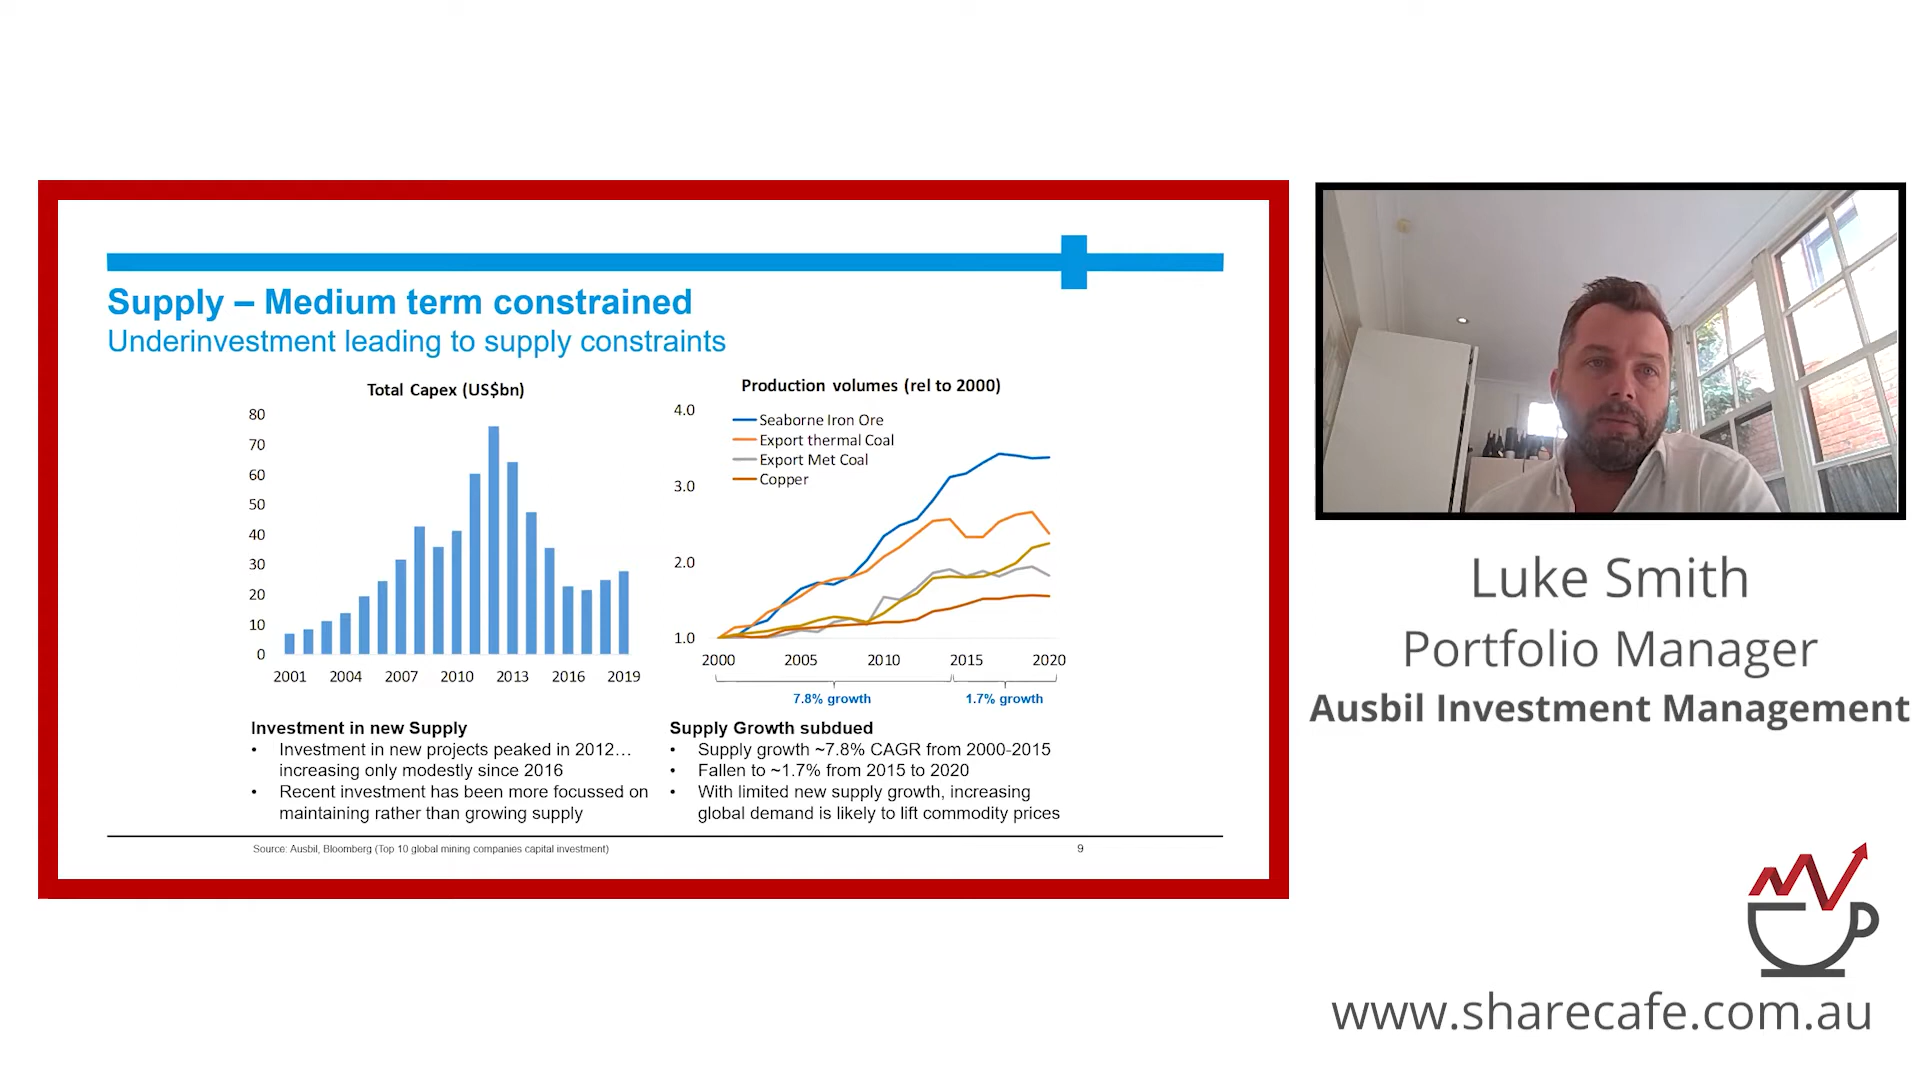 Supply – Medium term constrained
Underinvestment leading to supply constraints
Total Capex (US$bn)
80
70
60
50
40
30
20
10
0
2001 2004 2007 2010 2013 2016 2019
Production volumes (rel to 2000)
4.0
3.0
2.0
1.0
Seaborne Iron Ore
Export thermal Coal
Export Met Coal
Copper
2000 2005 2010 2015 2020
7.8% growth 1.7% growth
Investment in new Supply
• Investment in new projects peaked in 2012…
increasing only modestly since 2016
• Recent investment has been more focussed on
maintaining rather than growing supply
Supply Growth subdued
• Supply growth ~7.8% CAGR from 2000-2015
• Fallen to ~1.7% from 2015 to 2020
• With limited new supply growth, increasing
global demand is likely to lift commodity prices
Source: Ausbil, Bloomberg (Top 10 global mining companies capital investment)
9
Luke Smith
Portfolio Manager
Ausbil Investment Management
www.sharecafe.com.au